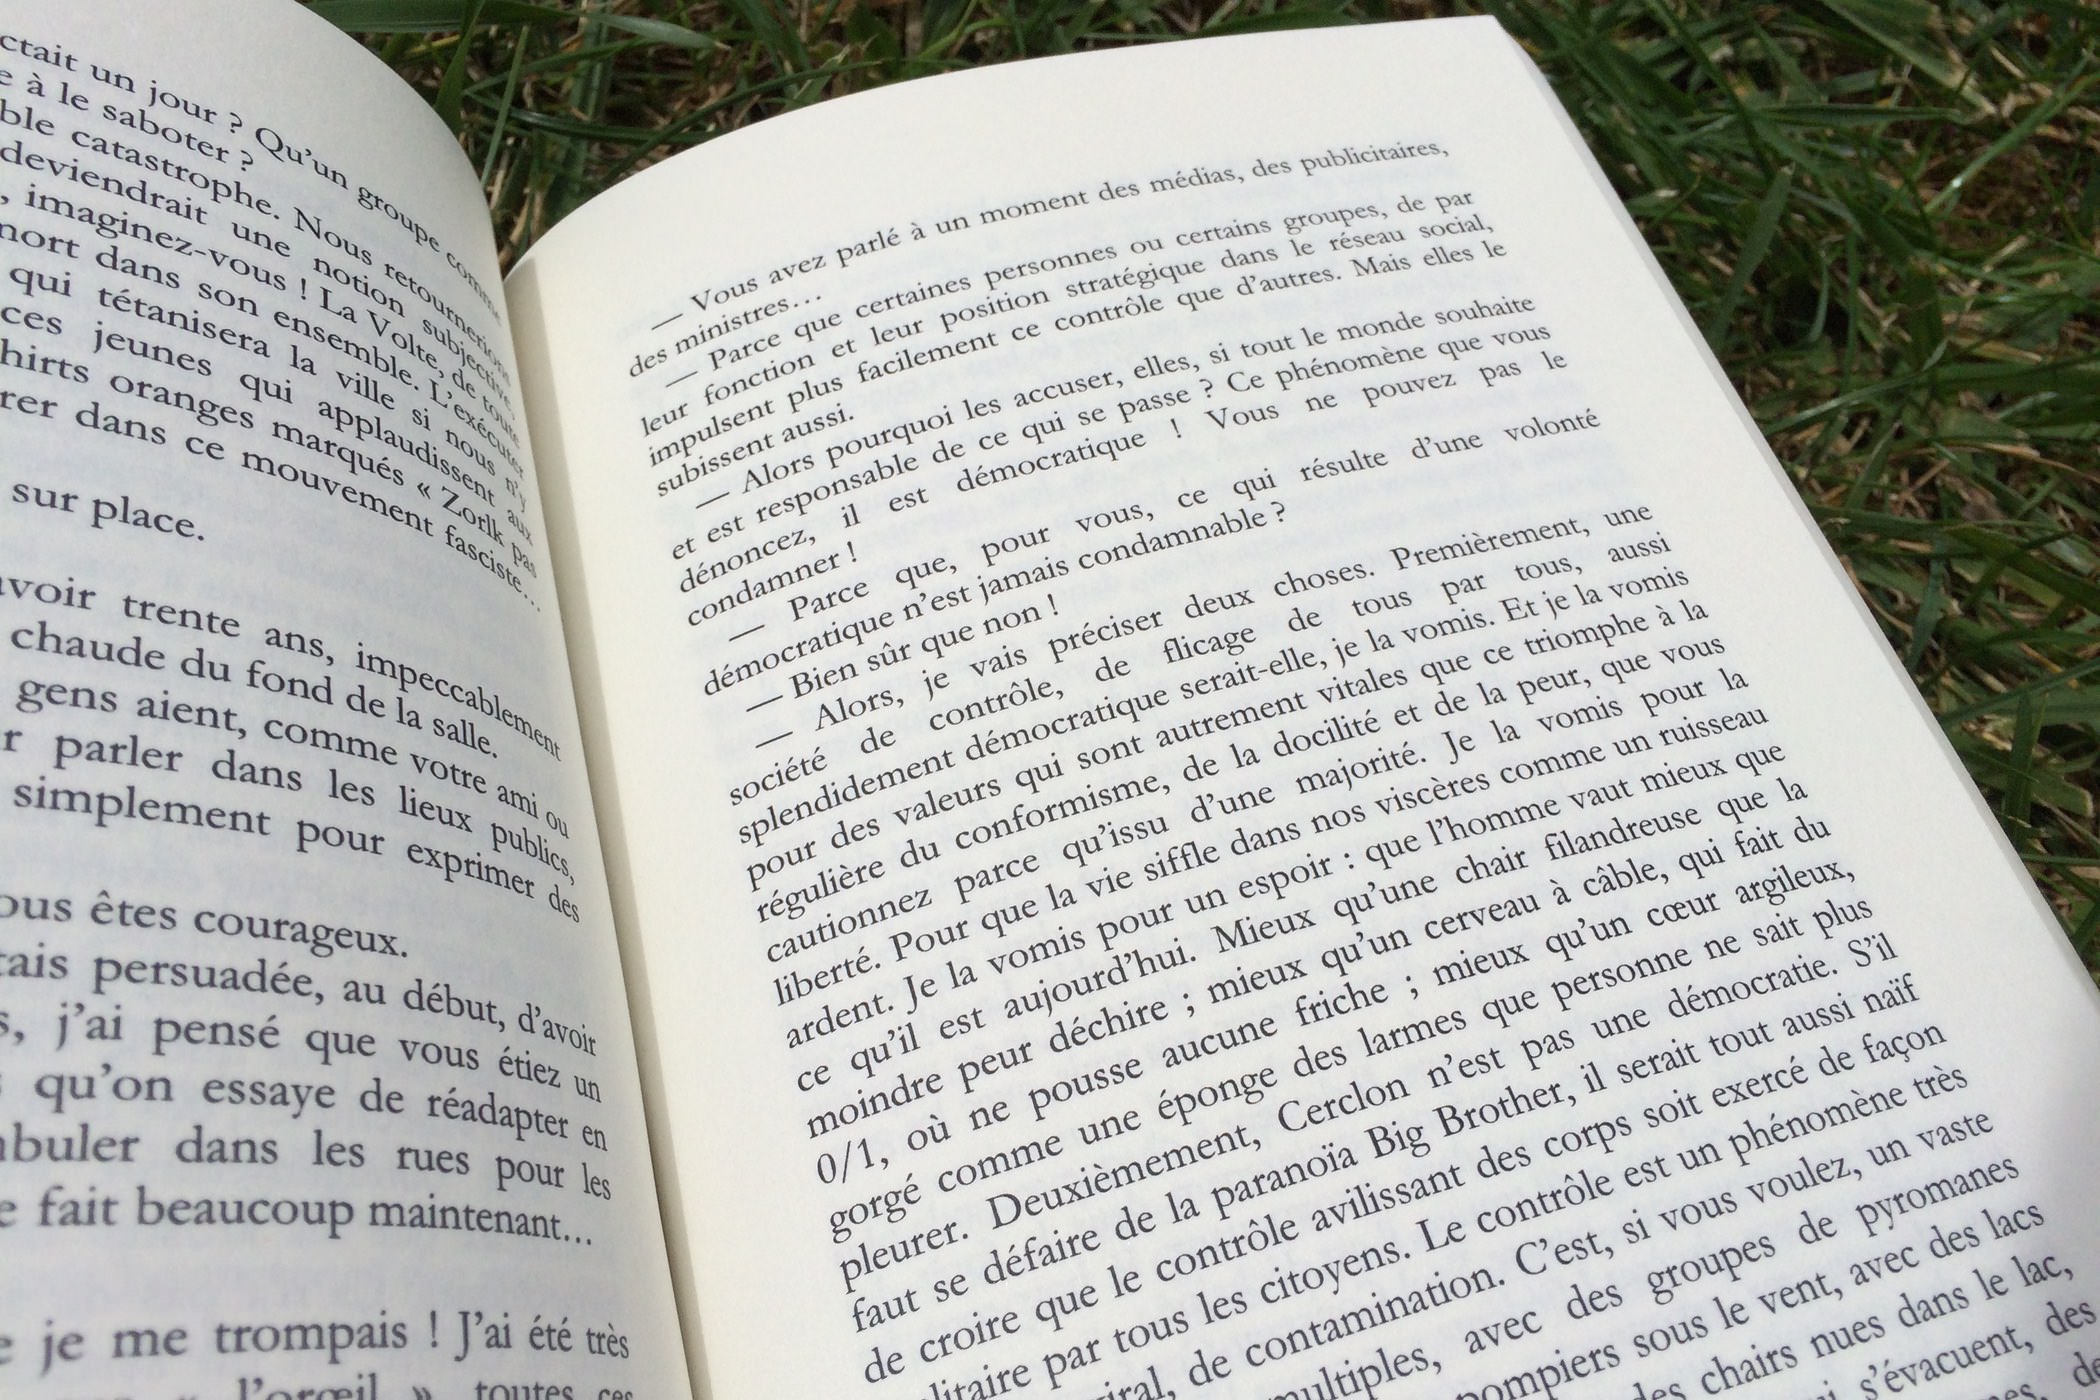 ctait un jour ? Qu'un groupe comme
e à le saboter ?
ble catastrophe. Nous retournerions
deviendrait une notion subjective,
, imaginez-vous ! La Volte, de toute
mort dans son ensemble. L'exécuter
qui tétanisera la ville si nous n'y
ces jeunes qui applaudissent aux
hirts oranges marqués « Zorlk pas
rer dans ce mouvement fasciste…
sur place.
avoir trente ans, impeccablement
chaude du fond de la salle.
gens aient, comme votre ami ou
r parler dans les lieux publics,
simplement pour exprimer des
ous êtes courageux.
tais persuadée, au début, d'avoir
s, j'ai pensé que vous étiez un
qu'on essaye de réadapter en
mbuler dans les rues pour les
e fait beaucoup maintenant…
e je me trompais ! J'ai été très
« l'orœil », toutes ces
— Vous avez parlé à un moment des médias, des publicitaires,
des ministres…
— Parce que certaines personnes ou certains groupes, de par
leur fonction et leur position stratégique dans le réseau social,
impulsent plus facilement ce contrôle que d'autres. Mais elles le
subissent aussi.
— Alors pourquoi les accuser, elles, si tout le monde souhaite
et est responsable de ce qui se passe ? Ce phénomène que vous
dénoncez, il est démocratique ! Vous ne pouvez pas le
condamner !
— Parce que, pour vous, ce qui résulte d'une volonté
démocratique n'est jamais condamnable ?
— Bien sûr que non !
— Alors, je vais préciser deux choses. Premièrement, une
société de contrôle, de flicage de tous par tous, aussi
splendidement démocratique serait-elle, je la vomis. Et je la vomis
pour des valeurs qui sont autrement vitales que ce triomphe à la
régulière du conformisme, de la docilité et de la peur, que vous
cautionnez parce qu'issu d'une majorité. Je la vomis pour la
liberté. Pour que la vie siffle dans nos viscères comme un ruisseau
ardent. Je la vomis pour un espoir : que l'homme vaut mieux que
ce qu'il est aujourd'hui. Mieux qu'une chair filandreuse que la
moindre peur déchire ; mieux qu'un cerveau à câble, qui fait du
0/1, où ne pousse aucune friche ; mieux qu'un cœur argileux,
gorgé comme une éponge des larmes que personne ne sait plus
pleurer. Deuxièmement, Cerclon n'est pas une démocratie. S'il
faut se défaire de la paranoïa Big Brother, il serait tout aussi naïf
de croire que le contrôle avilissant des corps soit exercé de façon
litaire par tous les citoyens. Le contrôle est un phénomène très
viral, de contamination. C'est, si vous voulez, un vaste
multiples, avec des groupes de pyromanes
pompiers sous le vent, avec des lacs
des chairs nues dans le lac,
s'évacuent, des